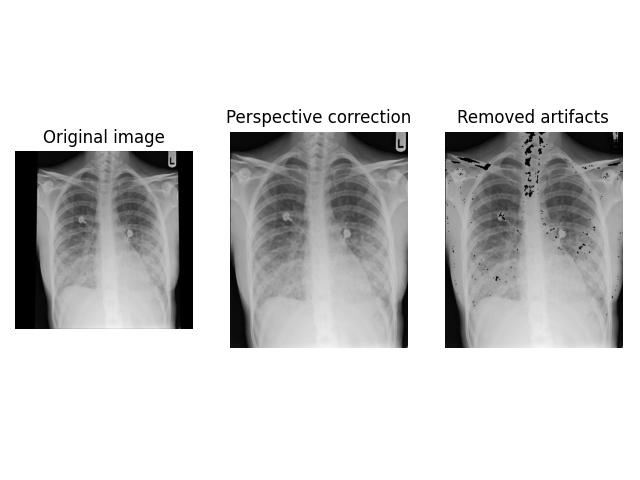 Original image
Perspective correction
Removed artifacts
L
L